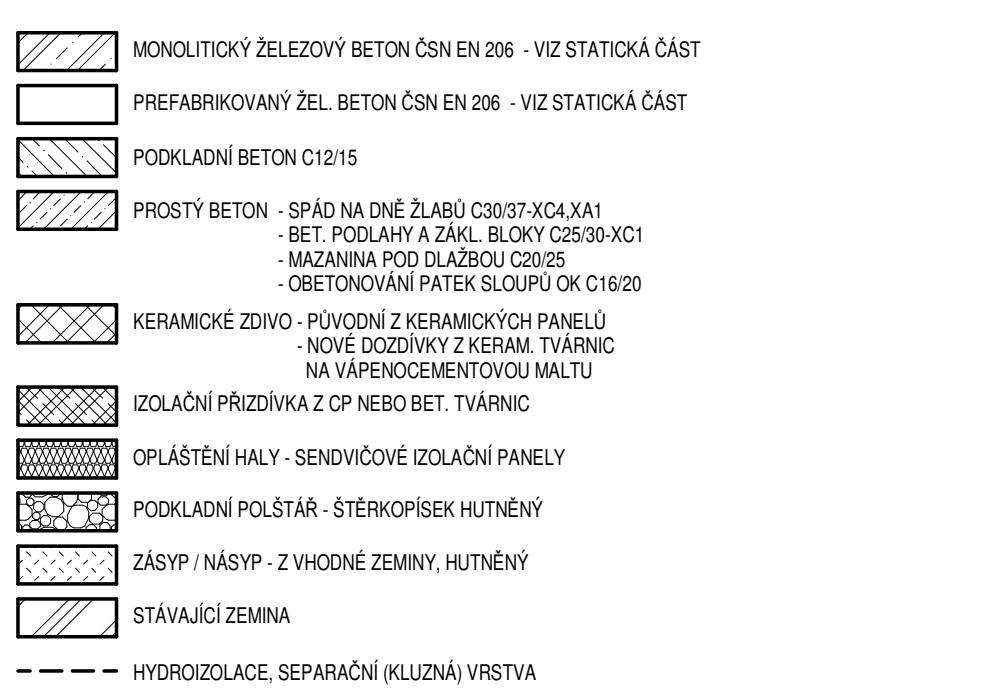 MONOLITICKÝ ŽELEZOVÝ BETON ČSN EN 206 - VIZ STATICKÁ ČÁST
PREFABRIKOVANÝ ŽEL. BETON ČSN EN 206 - VIZ STATICKÁ ČÁST
PODKLADNÍ BETON C12/15
PROSTÝ BETON - SPÁD NA DNĚ ŽLABŮ C30/37-XC4,XA1
- BET. PODLAHY A ZÁKL. BLOKY C25/30-XC1
- MAZANINA POD DLAŽBOU C20/25
- OBETONOVÁNÍ PATEK SLOUPŮ OK C16/20
KERAMICKÉ ZDIVO - PŮVODNÍ Z KERAMICKÝCH PANELŮ
- NOVÉ DOZDÍVKY Z KERAM. TVÁRNIC
NA VÁPENOCEMENTOVOU MALTU
IZOLAČNÍ PŘIZDÍVKA Z CP NEBO BET. TVÁRNIC
OPLÁŠTĚNÍ HALY - SENDVIČOVÉ IZOLAČNÍ PANELY
PODKLADNÍ POLŠTÁŘ - ŠTĚRKOPÍSEK HUTNĚNÝ
ZÁSYP / NÁSYP - Z VHODNÉ ZEMINY, HUTNĚNÝ
STÁVAJÍCÍ ZEMINA
HYDROIZOLACE, SEPARAČNÍ (KLUZNÁ) VRSTVA